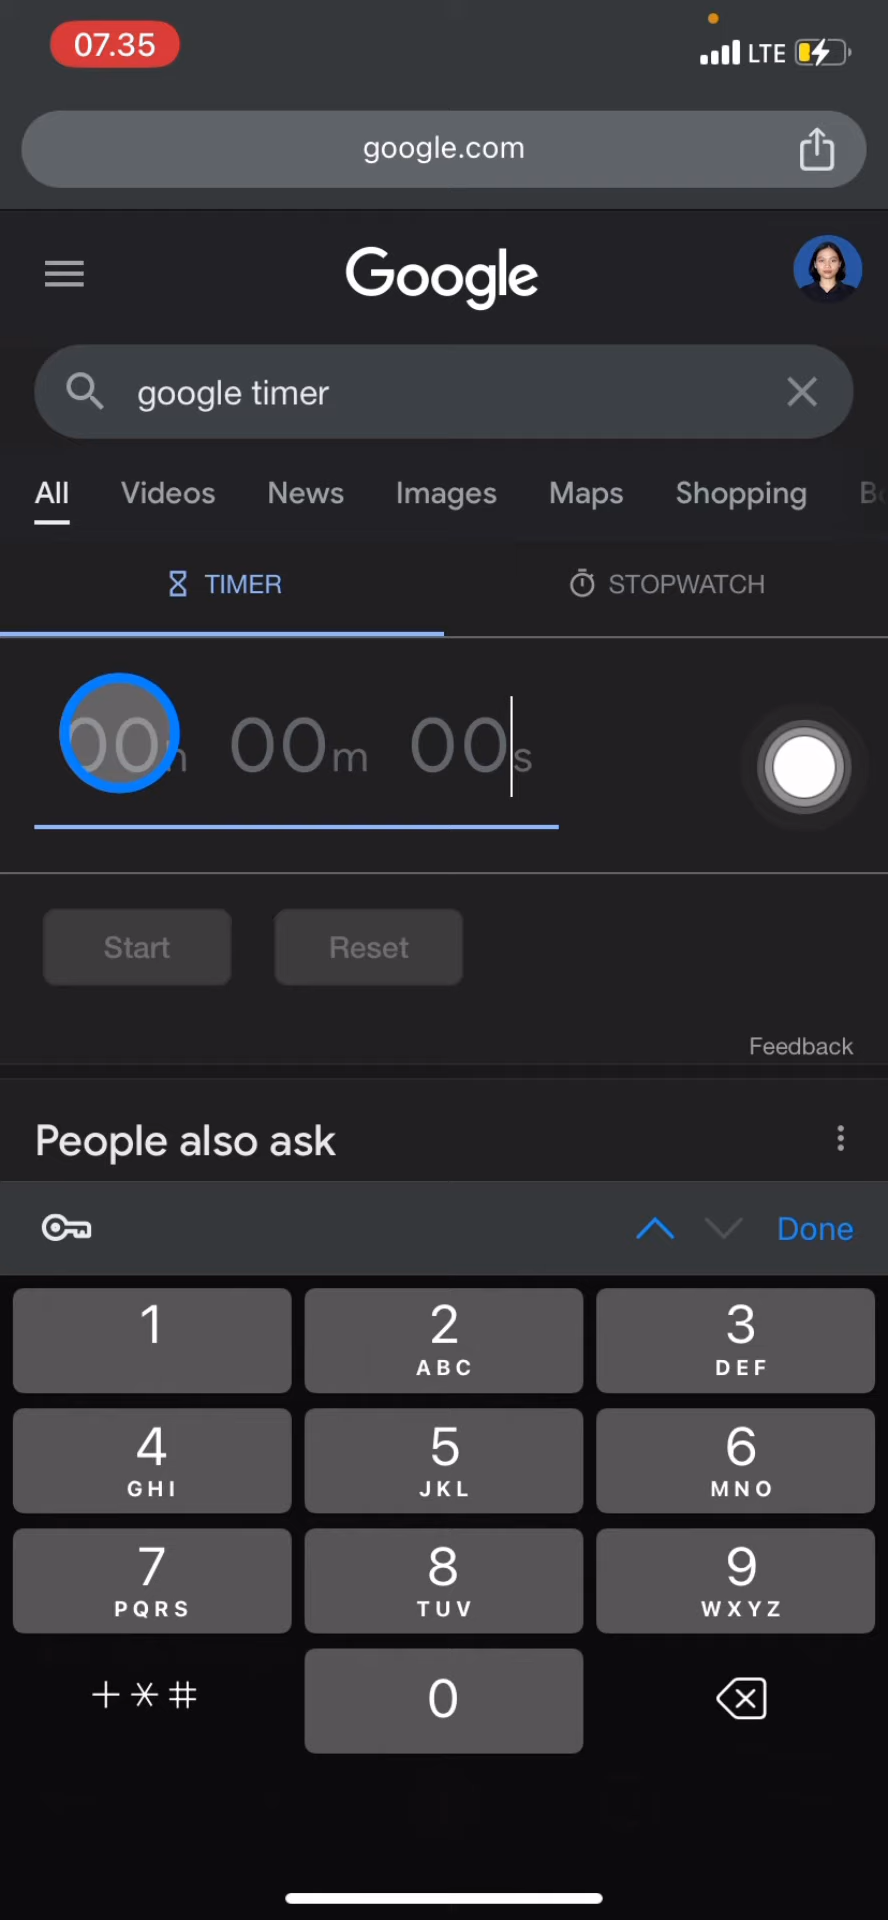 07.35
LTE
google.com
Google
google timer
All Videos News Images Maps Shopping
TIMER STOPWATCH
00h 00m 00s
Start Reset
Feedback
People also ask
Done
1 2 3
ABC DEF
4 5 6
GHI JKL MNO
7 8 9
PQRS TUV WXYZ
+*# 0